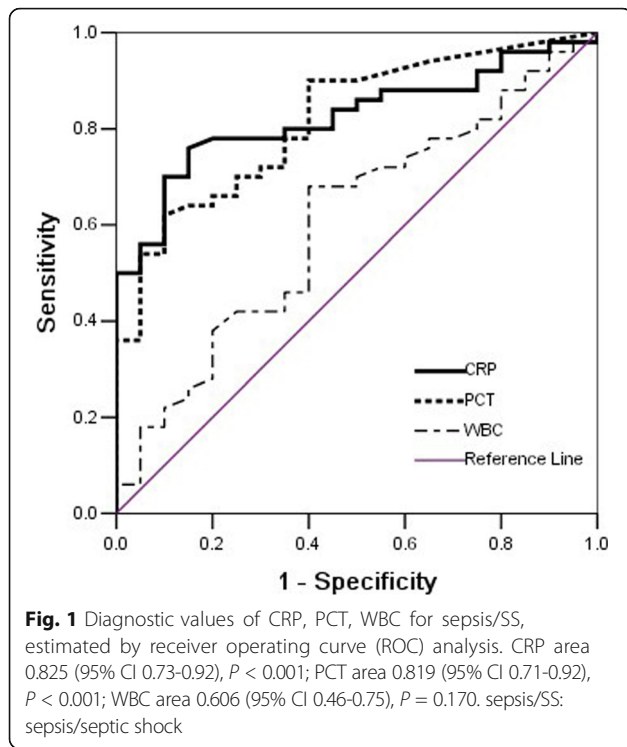 1.0
0.8
0.6
0.4
0.2
0.0
Sensitivity
CRP
PCT
WBC
Reference Line
0.0 0.2 0.4 0.6 0.8 1.0
1 - Specificity
Fig. 1 Diagnostic values of CRP, PCT, WBC for sepsis/SS,
estimated by receiver operating curve (ROC) analysis. CRP area
0.825 (95% CI 0.73-0.92), P < 0.001; PCT area 0.819 (95% CI 0.71-0.92),
P < 0.001; WBC area 0.606 (95% CI 0.46-0.75), P = 0.170. sepsis/SS:
sepsis/septic shock